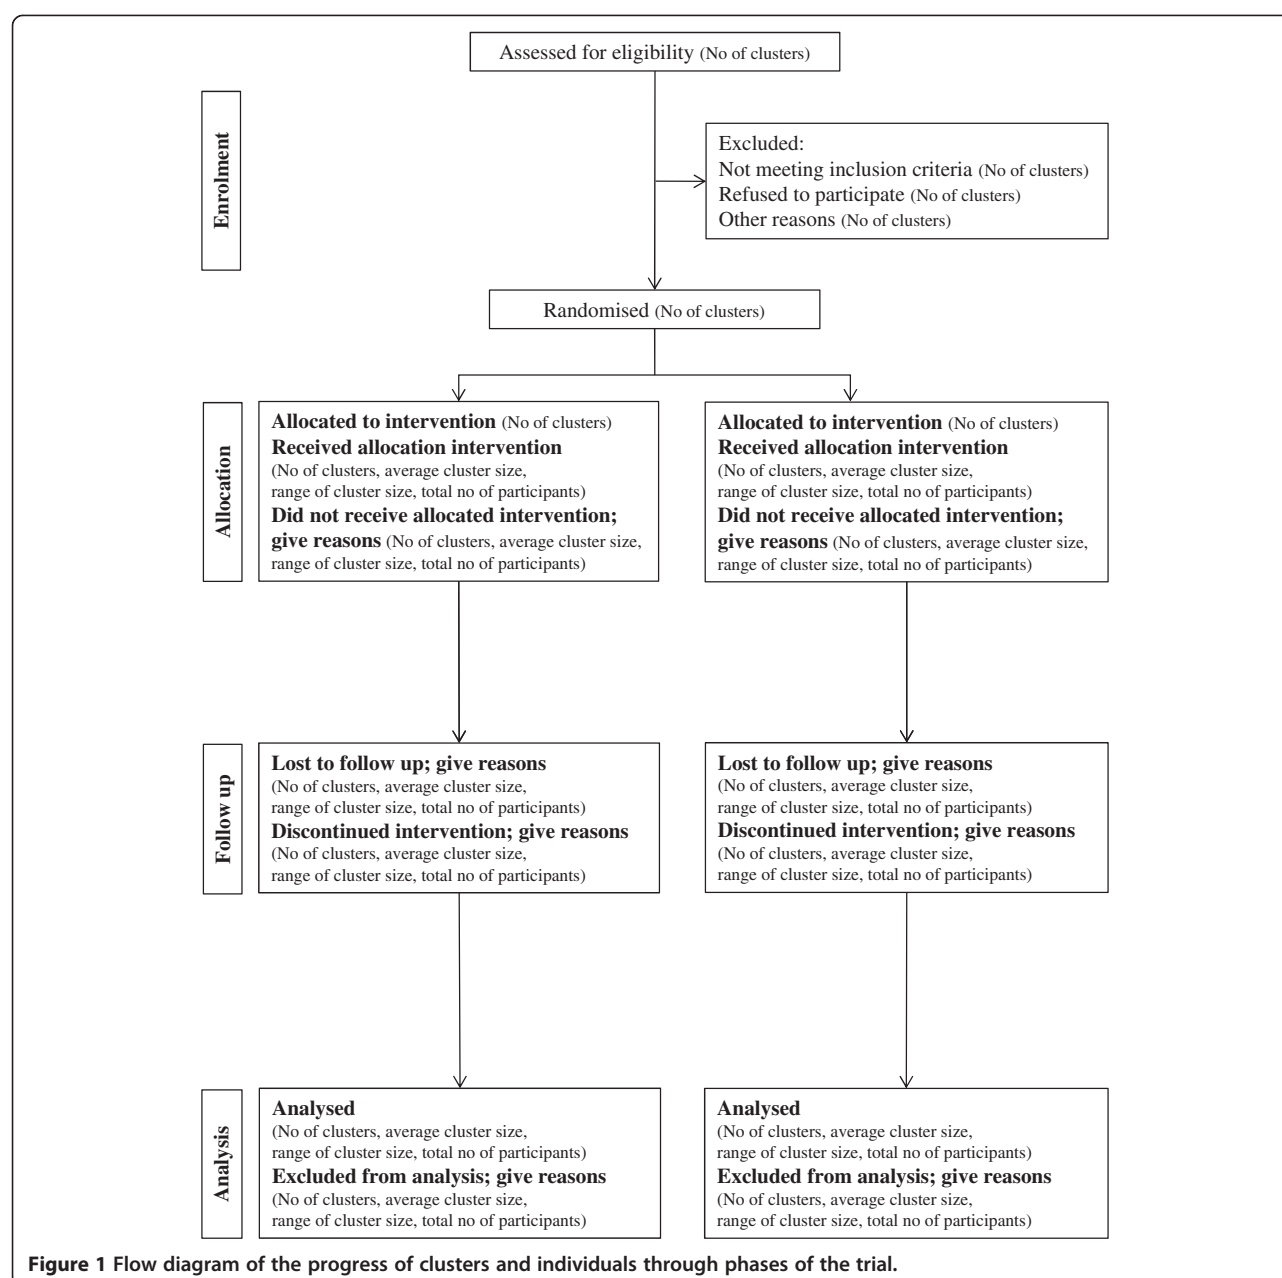 Assessed for eligibility (No of clusters)
Enrolment
Excluded:
Not meeting inclusion criteria (No of clusters)
Refused to participate (No of clusters)
Other reasons (No of clusters)
Randomised (No of clusters)
Allocation
Allocated to intervention (No of clusters)
Received allocation intervention
(No of clusters, average cluster size,
range of cluster size, total no of participants)
Did not receive allocated intervention;
give reasons (No of clusters, average cluster size,
range of cluster size, total no of participants)
Allocated to intervention (No of clusters)
Received allocation intervention
(No of clusters, average cluster size,
range of cluster size, total no of participants)
Did not receive allocated intervention;
give reasons (No of clusters, average cluster size,
range of cluster size, total no of participants)
Follow up
Lost to follow up; give reasons
(No of clusters, average cluster size,
range of cluster size, total no of participants)
Discontinued intervention; give reasons
(No of clusters, average cluster size,
range of cluster size, total no of participants)
Lost to follow up; give reasons
(No of clusters, average cluster size,
range of cluster size, total no of participants)
Discontinued intervention; give reasons
(No of clusters, average cluster size,
range of cluster size, total no of participants)
Analysis
Analysed
(No of clusters, average cluster size,
range of cluster size, total no of participants)
Excluded from analysis; give reasons
(No of clusters, average cluster size,
range of cluster size, total no of participants)
Analysed
(No of clusters, average cluster size,
range of cluster size, total no of participants)
Excluded from analysis; give reasons
(No of clusters, average cluster size,
range of cluster size, total no of participants)
Figure 1 Flow diagram of the progress of clusters and individuals through phases of the trial.